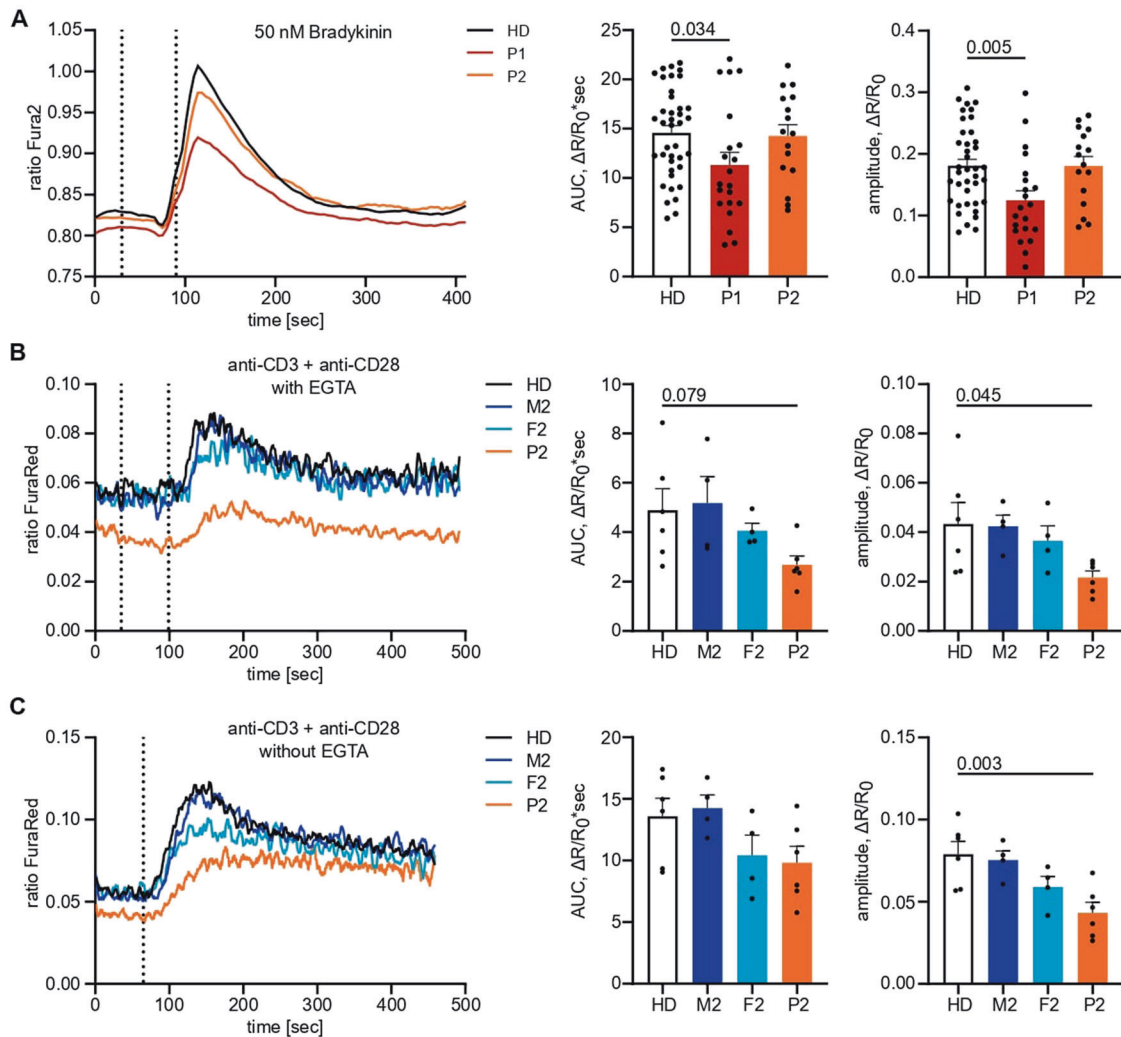 A
50 nM Bradykinin
HD
P1
P2
ratio Fura2
1.05
1.00
0.95
0.90
0.85
0.80
0.75
0 100 200 300 400
time [sec]
AUC, ΔR/R0*sec
25
20
15
10
5
0
0.034
HD P1 P2
amplitude, ΔR/R0
0.4
0.3
0.2
0.1
0.0
0.005
HD P1 P2
B
anti-CD3 + anti-CD28
with EGTA
HD
M2
F2
P2
ratio FuraRed
0.10
0.08
0.06
0.04
0.02
0.00
0 100 200 300 400 500
time [sec]
AUC, ΔR/R0*sec
10
8
6
4
2
0
0.079
HD M2 F2 P2
amplitude, ΔR/R0
0.10
0.08
0.06
0.04
0.02
0.00
0.045
HD M2 F2 P2
C
anti-CD3 + anti-CD28
without EGTA
HD
M2
F2
P2
ratio FuraRed
0.15
0.10
0.05
0.00
0 100 200 300 400 500
time [sec]
AUC, ΔR/R0*sec
20
15
10
5
0
HD M2 F2 P2
amplitude, ΔR/R0
0.15
0.10
0.05
0.00
0.003
HD M2 F2 P2